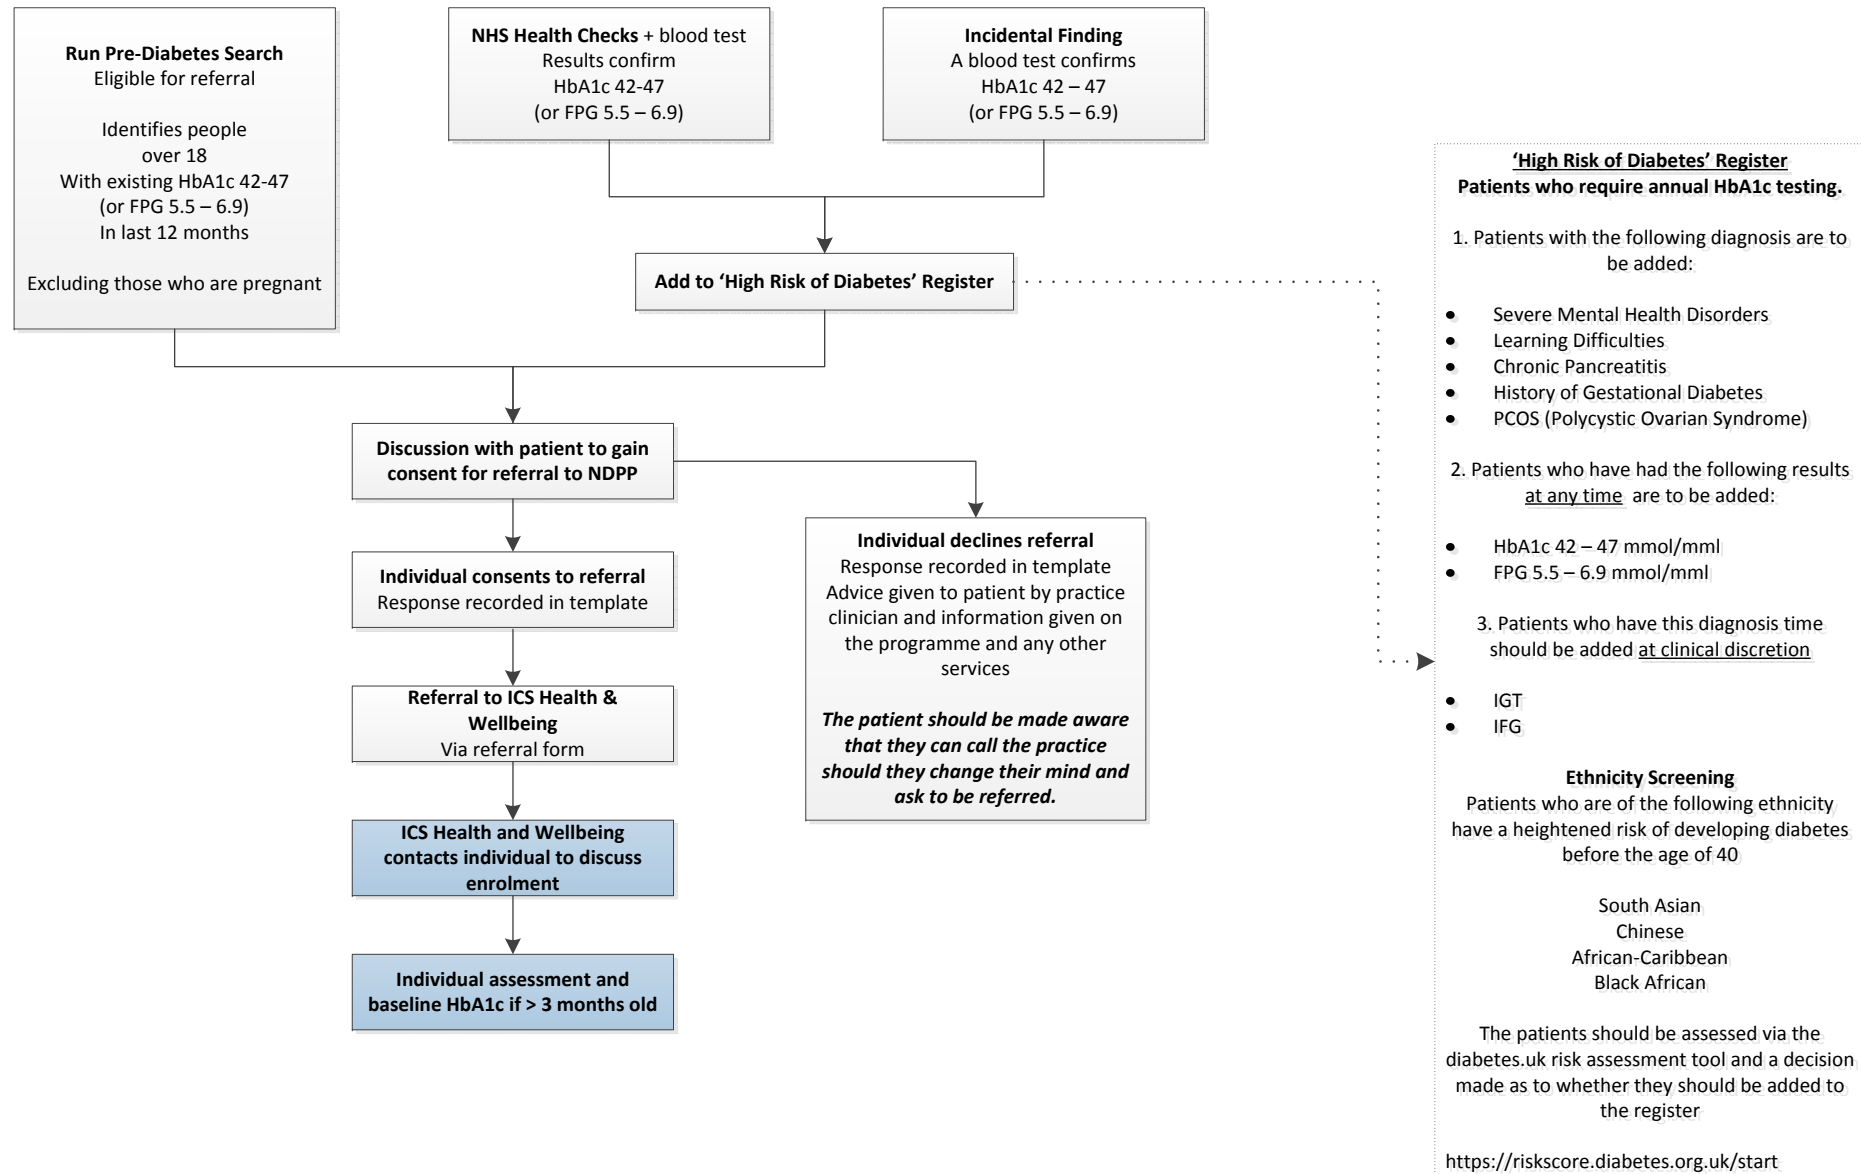 Run Pre-Diabetes Search
Eligible for referral
Identifies people
over 18
With existing HbA1c 42-47
(or FPG 5.5 – 6.9)
In last 12 months
Excluding those who are pregnant
NHS Health Checks + blood test
Results confirm
HbA1c 42-47
(or FPG 5.5 – 6.9)
Incidental Finding
A blood test confirms
HbA1c 42 – 47
(or FPG 5.5 – 6.9)
Add to ‘High Risk of Diabetes’ Register
Discussion with patient to gain
consent for referral to NDPP
Individual consents to referral
Response recorded in template
Referral to ICS Health &
Wellbeing
Via referral form
ICS Health and Wellbeing
contacts individual to discuss
enrolment
Individual assessment and
baseline HbA1c if > 3 months old
Individual declines referral
Response recorded in template
Advice given to patient by practice
clinician and information given on
the programme and any other
services
The patient should be made aware
that they can call the practice
should they change their mind and
ask to be referred.
‘High Risk of Diabetes’ Register
Patients who require annual HbA1c testing.
1. Patients with the following diagnosis are to
be added:
• Severe Mental Health Disorders
• Learning Difficulties
• Chronic Pancreatitis
• History of Gestational Diabetes
• PCOS (Polycystic Ovarian Syndrome)
2. Patients who have had the following results
at any time are to be added:
• HbA1c 42 – 47 mmol/mml
• FPG 5.5 – 6.9 mmol/mml
3. Patients who have this diagnosis time
should be added at clinical discretion
• IGT
• IFG
Ethnicity Screening
Patients who are of the following ethnicity
have a heightened risk of developing diabetes
before the age of 40
South Asian
Chinese
African-Caribbean
Black African
The patients should be assessed via the
diabetes.uk risk assessment tool and a decision
made as to whether they should be added to
the register
https://riskscore.diabetes.org.uk/start